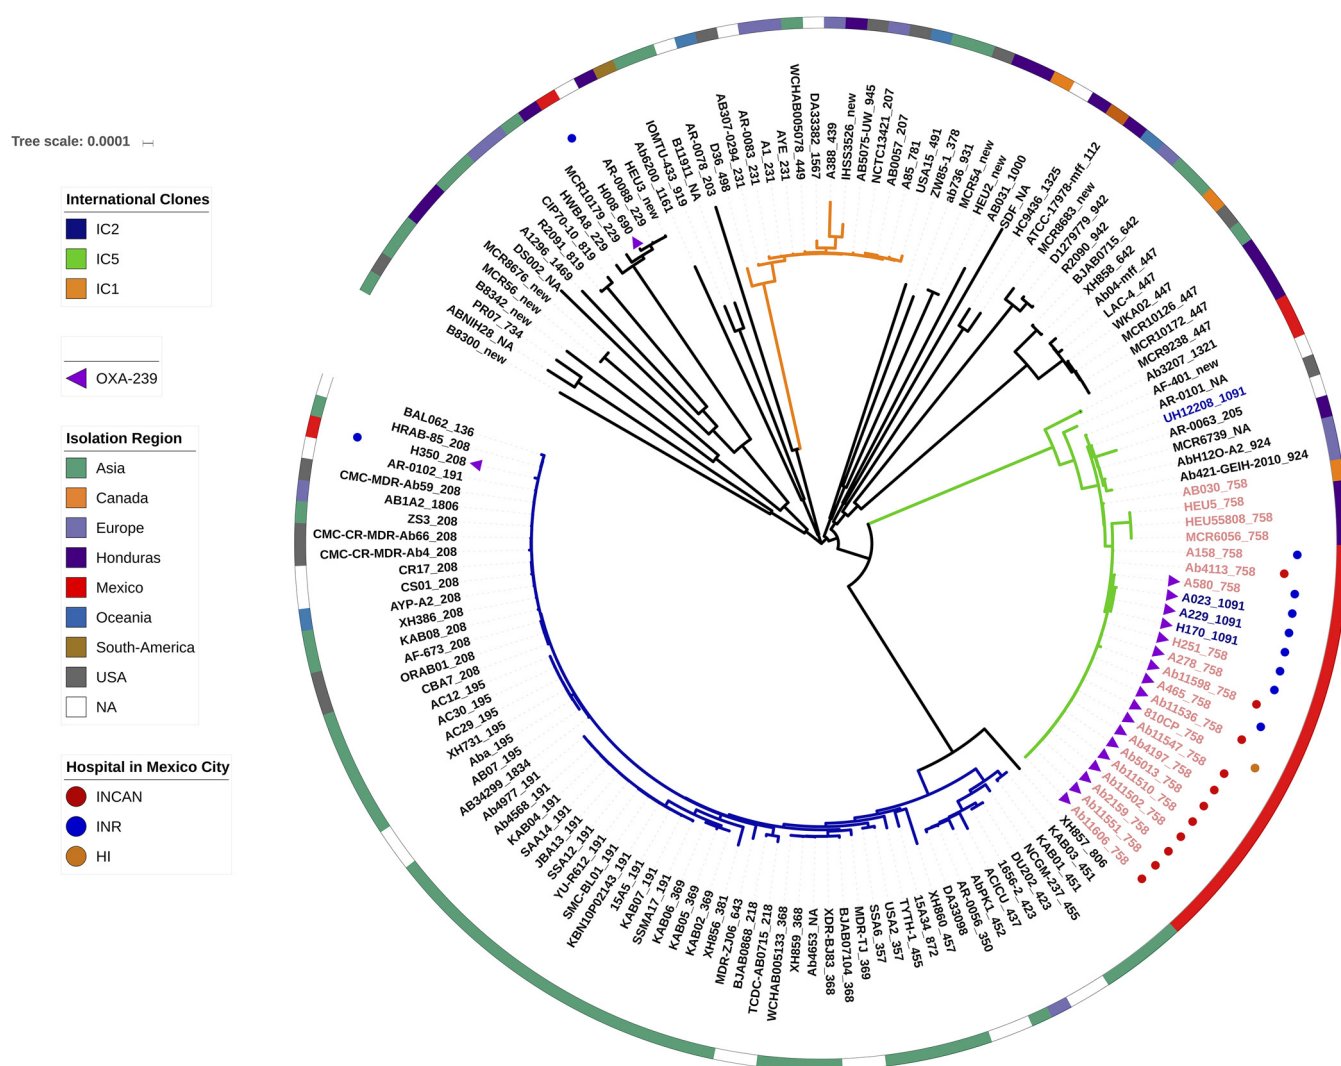 Tree scale: 0.0001
International Clones
IC2
IC5
IC1
OXA-239
Isolation Region
Asia
Canada
Europe
Honduras
Mexico
Oceania
South-America
USA
NA
Hospital in Mexico City
INCAN
INR
HI
B8300_new
ABNIH28_NA
PR07_734
B8342_new
MCR56_new
MCR8676_new
DS002_NA
A1296_1469
R2091_819
CIP70-10_819
HWBA8_229
MCR10179_229
H008_690
AR-0088_229
HEU3_new
Ab6200_1161
IOMTU-433_919
B11911_NA
AR-0078_203
D36_498
AB307-0294_231
AR-0083_231
A1_231
AYE_231
WCHAB005078_449
DA33382_1567
A388_439
IHSS3526_new
AB5075-UW_945
NCTC13421_207
AB0057_207
A85_781
USA15_491
ZW85-1_378
ab736_931
MCR54_new
HEU2_new
AB031_1000
SDF_NA
HC9436_1325
ATCC-17978-mff_112
MCR8683_new
D1279779_942
R2090_942
BJAB0715_642
XH858_642
Ab04-mff_447
LAC-4_447
WKA02_447
MCR10126_447
MCR10172_447
MCR9238_447
Ab3207_1321
AF-401_new
AR-0101_NA
UH12208_1091
AR-0063_205
MCR6739_NA
AbH12O-A2_924
Ab421-GEIH-2010_924
AB030_758
HEU5_758
HEU55808_758
MCR6056_758
A158_758
Ab4113_758
A580_758
A023_1091
A229_1091
H170_1091
H251_758
A278_758
Ab11598_758
A465_758
Ab11536_758
810CP_758
Ab11547_758
Ab4197_758
Ab5013_758
Ab11510_758
Ab11502_758
Ab2159_758
Ab11551_758
Ab11606_758
XH857_806
KAB03_451
KAB01_451
NCGM-237_455
DU202_423
1656-2_423
ACICU_437
AbPK1_452
AR-0056_350
DA33098
XH860_457
15A34_872
TYTH-1_455
USA2_357
SSA6_357
MDR-TJ_369
BJAB07104_368
XDR-BJ83_368
Ab4653_NA
XH859_368
WCHAB005133_368
TCDC-AB0715_218
BJAB0868_218
MDR-ZJ06_643
XH856_381
KAB02_369
KAB05_369
KAB06_369
SSMA17_191
KAB07_191
15A5_191
KBN10P02143_191
SMC-BL01_191
YU-R612_191
SSA12_191
JBA13_191
SAA14_191
KAB04_191
Ab4568_191
Ab4977_191
AB34299_1834
AB07_195
Aba_195
XH731_195
AC29_195
AC30_195
AC12_195
CBA7_208
ORAB01_208
AF-673_208
KAB08_208
XH386_208
AYP-A2_208
CS01_208
CR17_208
CMC-CR-MDR-Ab4_208
CMC-CR-MDR-Ab66_208
ZS3_208
AB1A2_1806
CMC-MDR-Ab59_208
AR-0102_191
H350_208
HRAB-85_208
BAL062_136